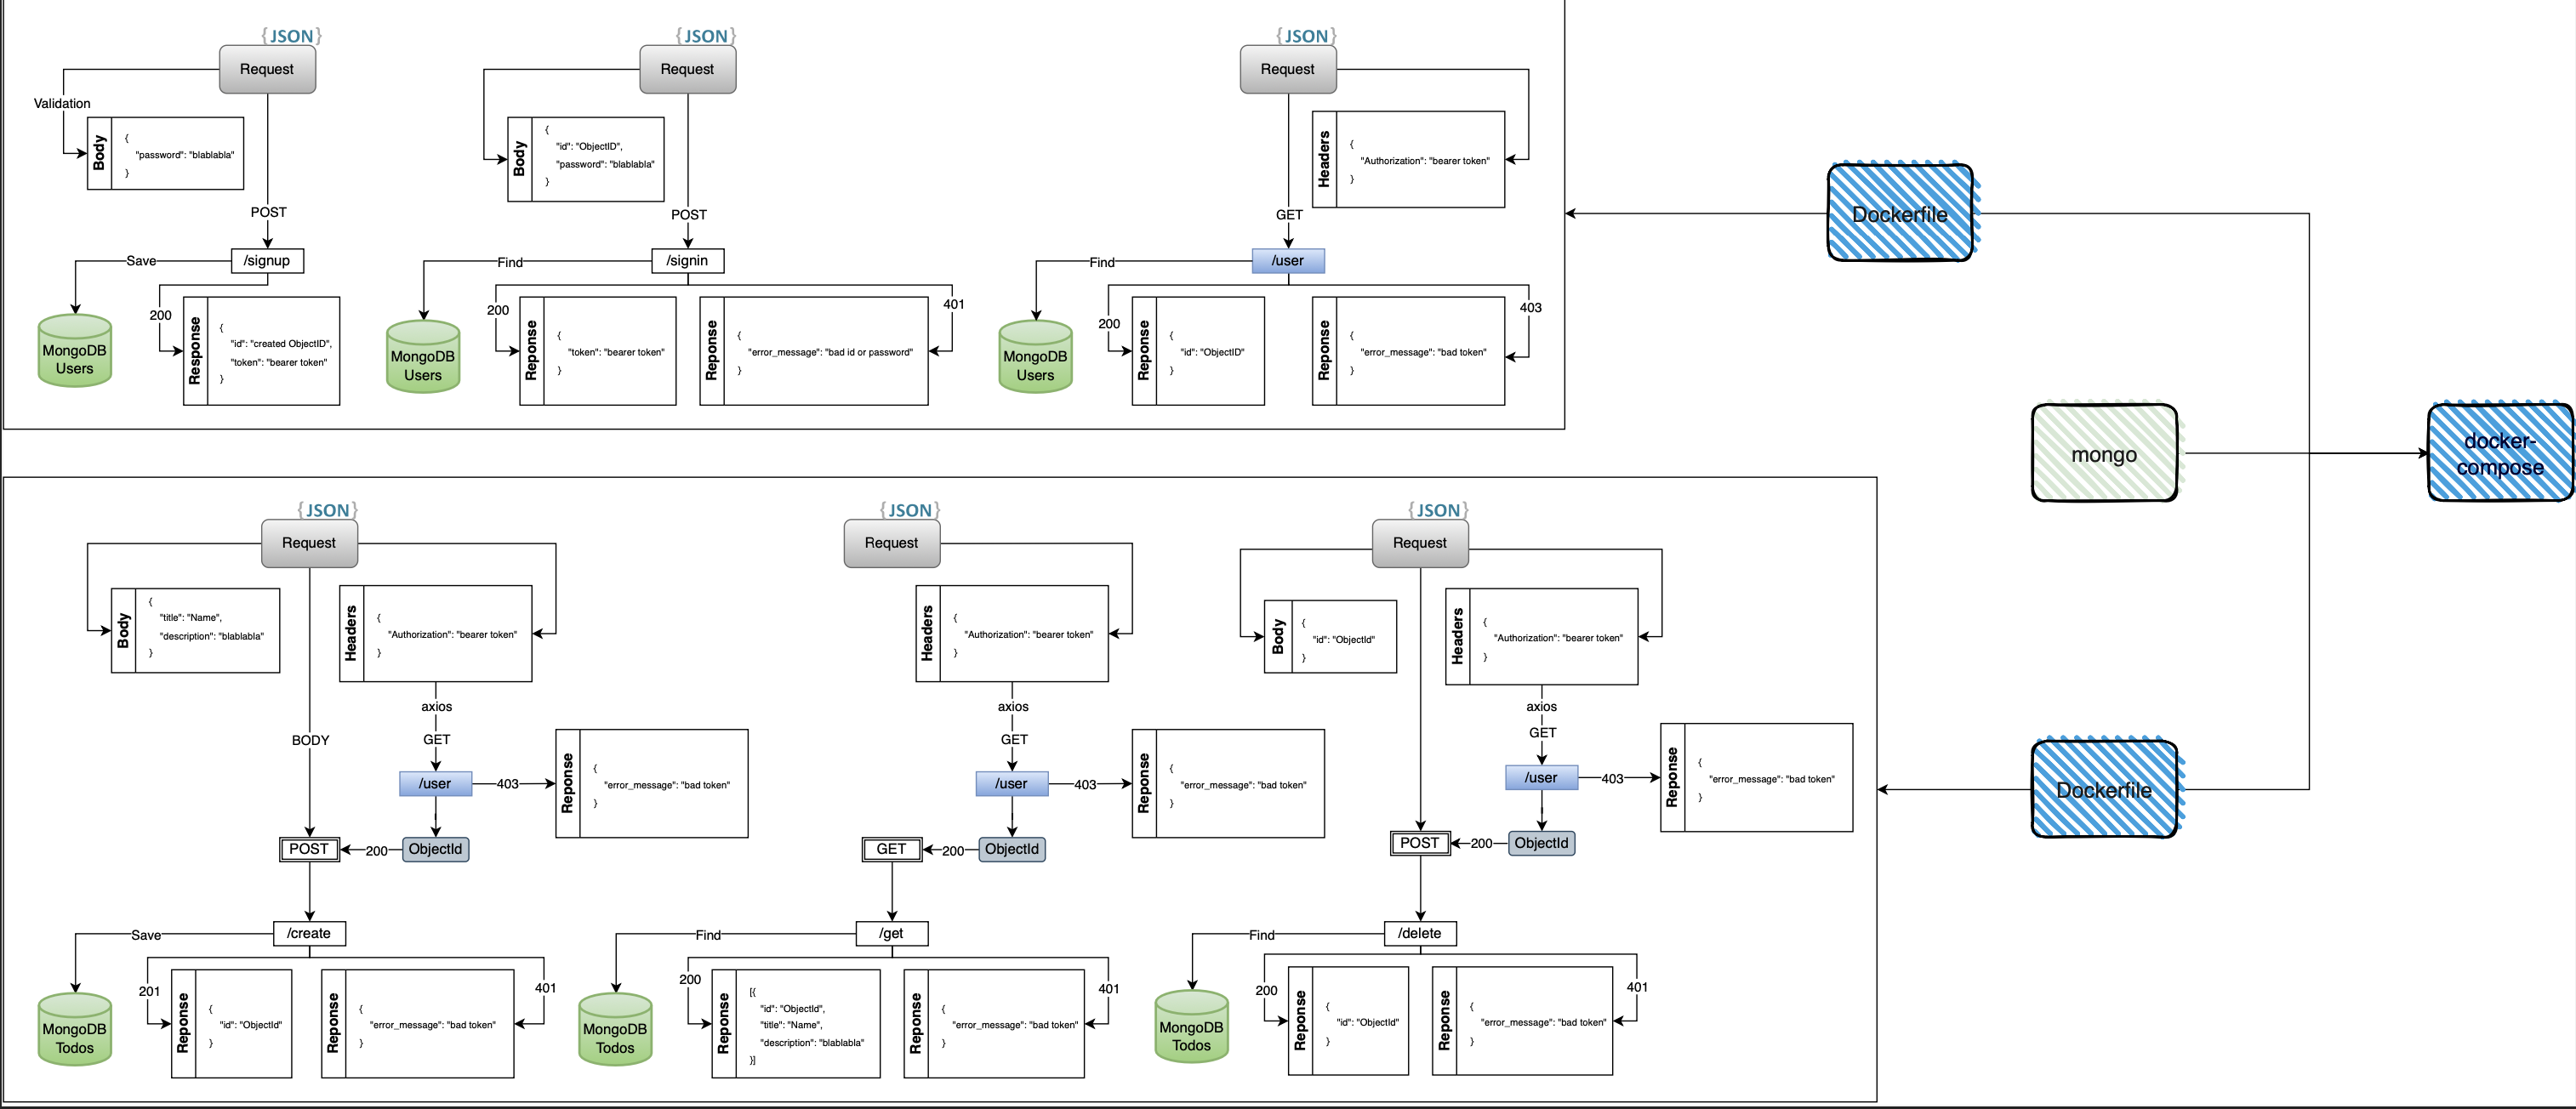 {JSON}
Request
Validation
Body
{
"password": "blablabla"
}
POST
/signup
Save
MongoDB
Users
200
Response
{
"id": "created ObjectID",
"token": "bearer token"
}
{JSON}
Request
Body
{
"id": "ObjectID",
"password": "blablabla"
}
POST
/signin
Find
MongoDB
Users
200
Reponse
{
"token": "bearer token"
}
401
Reponse
{
"error_message": "bad id or password"
}
{JSON}
Request
Headers
{
"Authorization": "bearer token"
}
GET
/user
Find
MongoDB
Users
200
Reponse
{
"id": "ObjectID"
}
403
Reponse
{
"error_message": "bad token"
}
Dockerfile
mongo
docker-
compose
Dockerfile
{JSON}
Request
Body
{
"title": "Name",
"description": "blablabla"
}
Headers
{
"Authorization": "bearer token"
}
axios
GET
BODY
/user
403
Reponse
{
"error_message": "bad token"
}
ObjectId
200
POST
/create
Save
MongoDB
Todos
201
Reponse
{
"id": "ObjectId"
}
401
Reponse
{
"error_message": "bad token"
}
{JSON}
Request
Headers
{
"Authorization": "bearer token"
}
axios
GET
/user
403
Reponse
{
"error_message": "bad token"
}
ObjectId
200
GET
/get
Find
MongoDB
Todos
200
Reponse
[{
"id": "ObjectId",
"title": "Name",
"description": "blablabla"
}]
401
Reponse
{
"error_message": "bad token"
}
{JSON}
Request
Body
{
"id": "ObjectId"
}
Headers
{
"Authorization": "bearer token"
}
axios
GET
/user
403
Reponse
{
"error_message": "bad token"
}
ObjectId
200
POST
/delete
Find
MongoDB
Todos
200
Reponse
{
"id": "ObjectId"
}
401
Reponse
{
"error_message": "bad token"
}